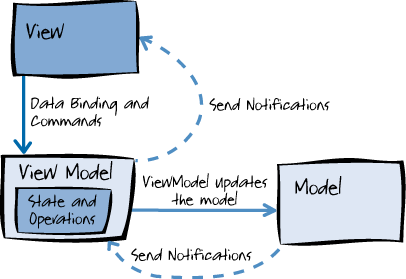 View
Data Binding and
Commands
Send Notifications
View Model
State and
Operations
ViewModel Updates
the model
Model
Send Notifications